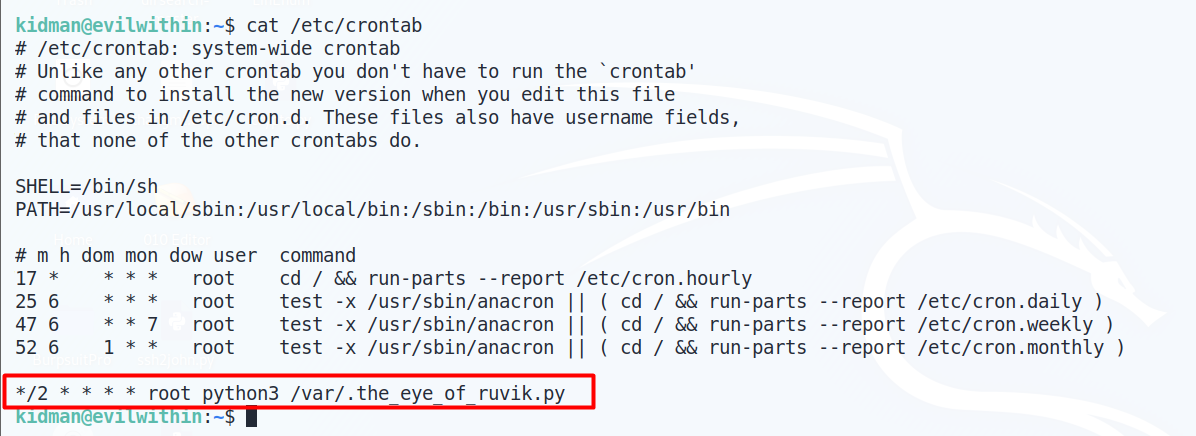 kidman@evilwithin:~$ cat /etc/crontab
# /etc/crontab: system-wide crontab
# Unlike any other crontab you don't have to run the `crontab'
# command to install the new version when you edit this file
# and files in /etc/cron.d. These files also have username fields,
# that none of the other crontabs do.
SHELL=/bin/sh
PATH=/usr/local/sbin:/usr/local/bin:/sbin:/bin:/usr/sbin:/usr/bin
# m h dom mon dow user  command
17 *    * * *   root    cd / && run-parts --report /etc/cron.hourly
25 6    * * *   root    test -x /usr/sbin/anacron || ( cd / && run-parts --report /etc/cron.daily )
47 6    * * 7   root    test -x /usr/sbin/anacron || ( cd / && run-parts --report /etc/cron.weekly )
52 6    1 * *   root    test -x /usr/sbin/anacron || ( cd / && run-parts --report /etc/cron.monthly )
*/2 * * * * root python3 /var/.the_eye_of_ruvik.py
kidman@evilwithin:~$